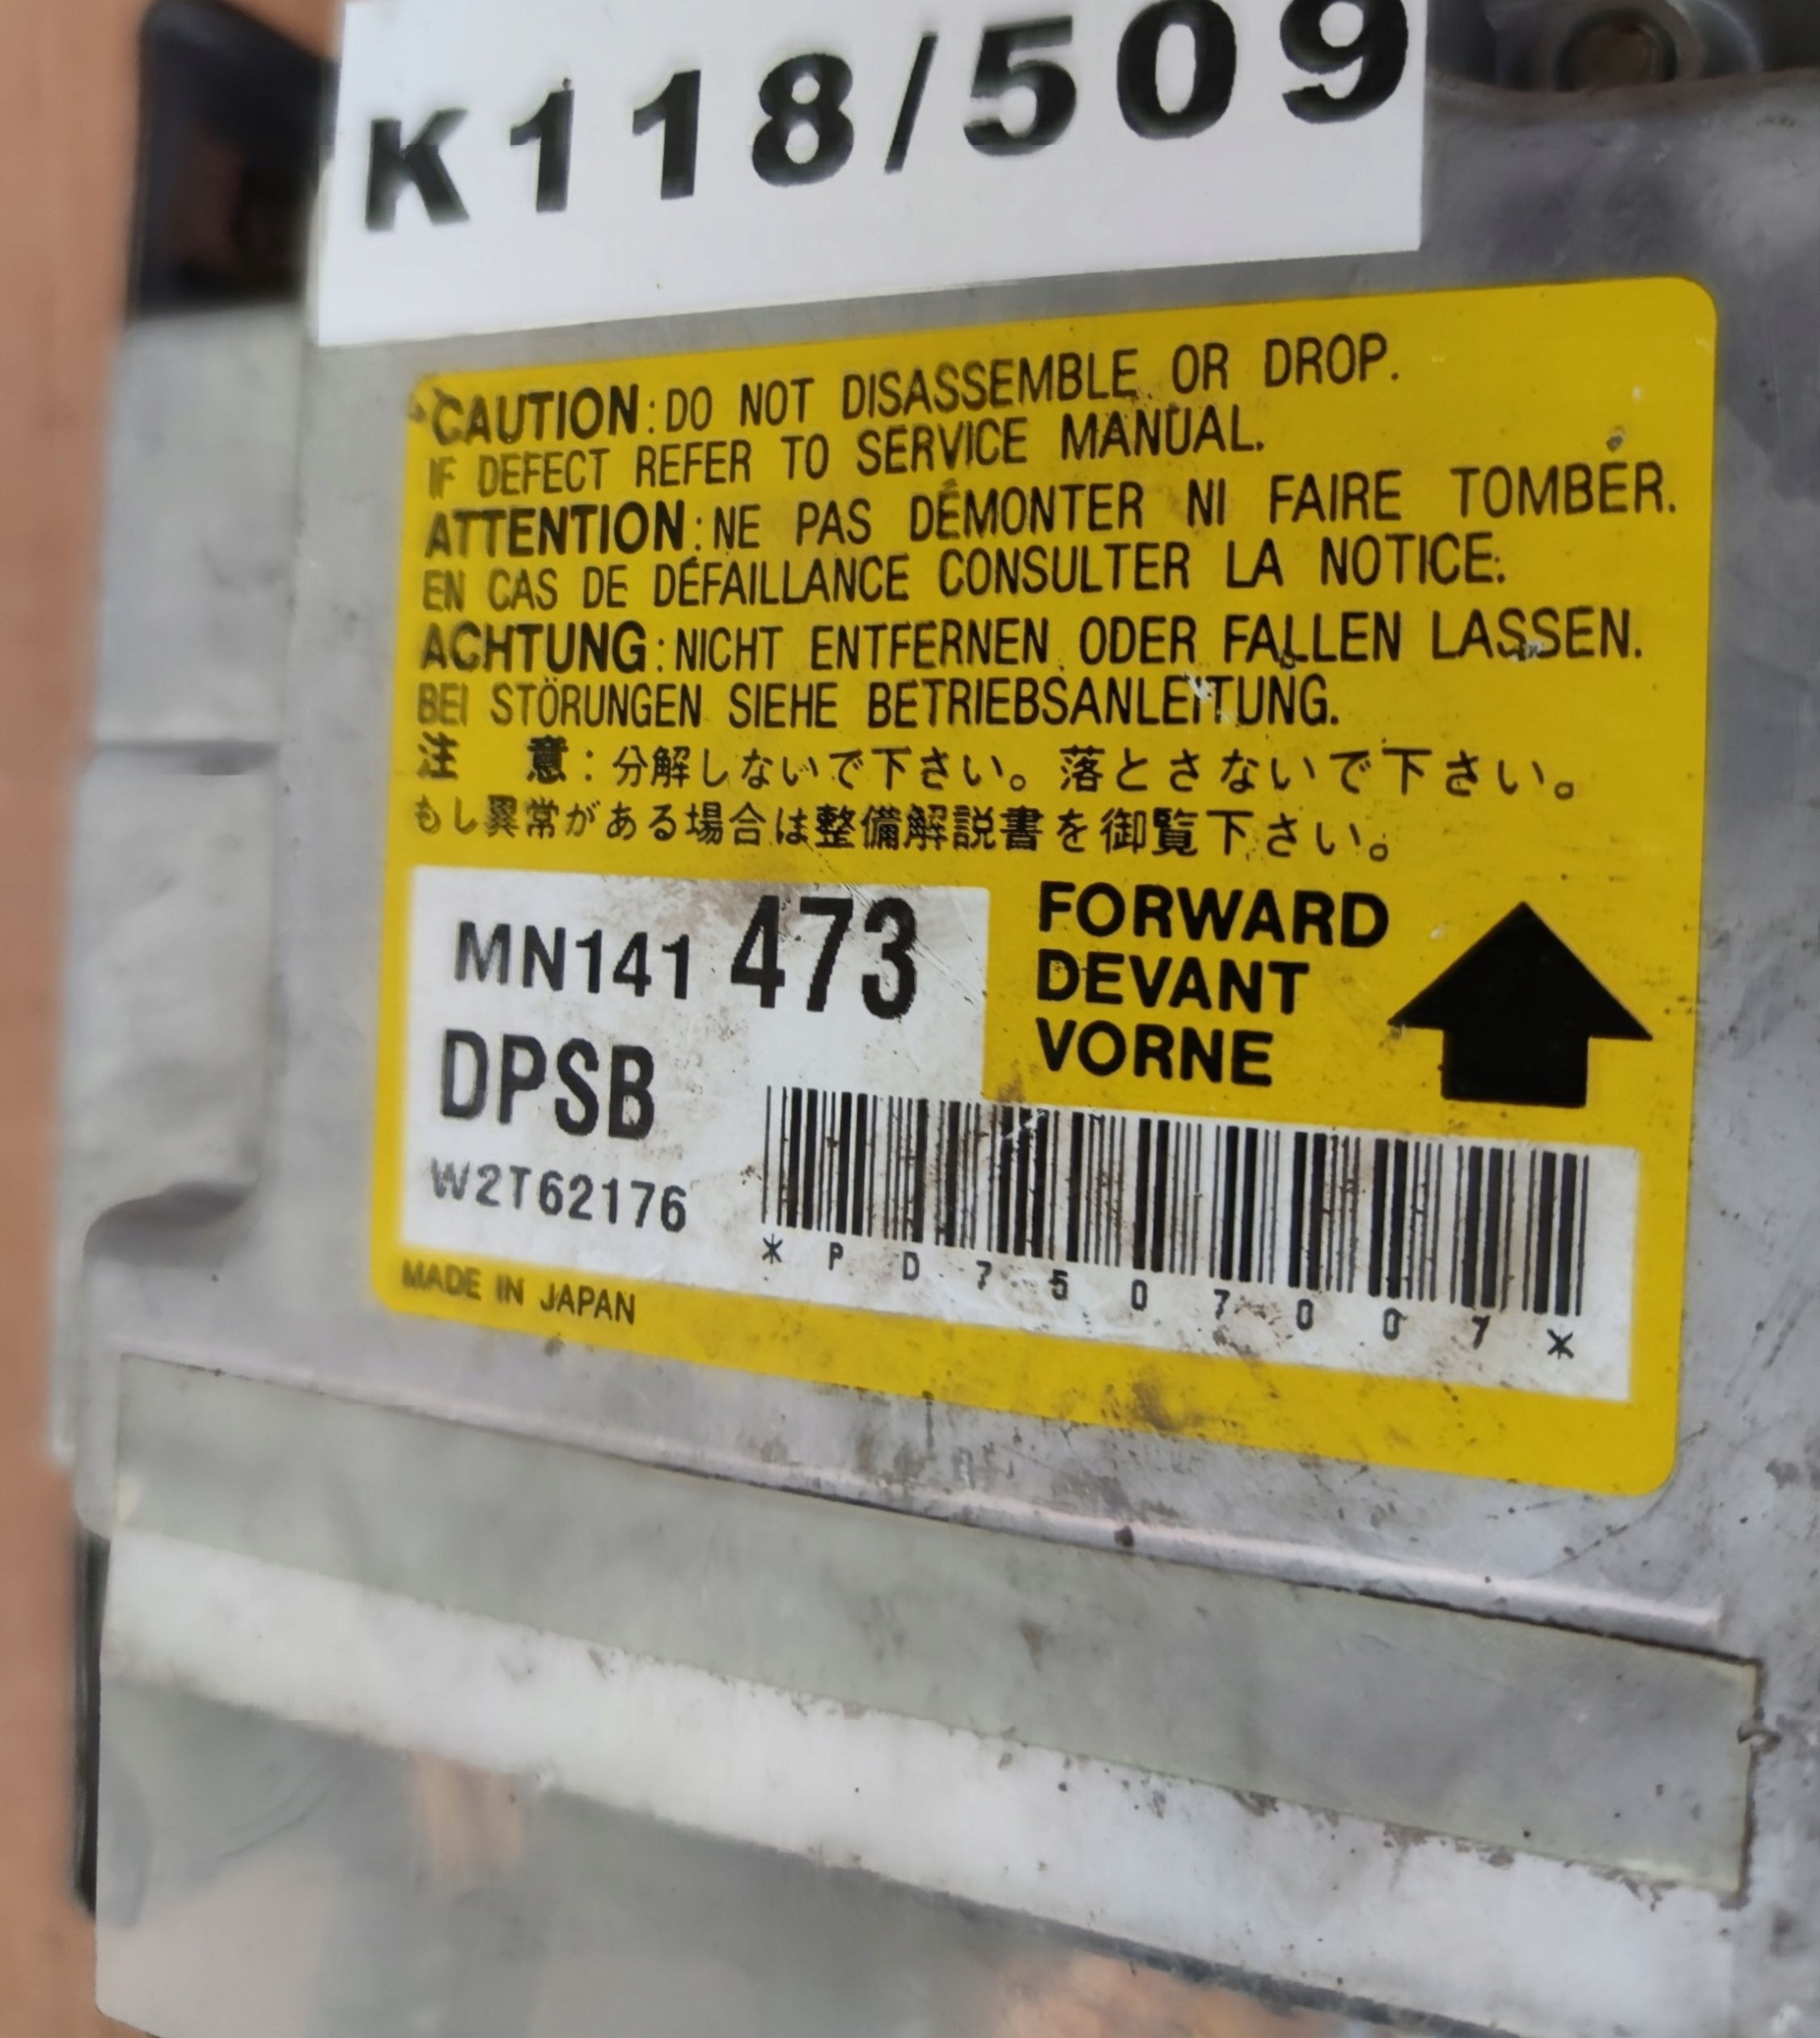 K118/509
CAUTION:DO NOT DISASSEMBLE OR DROP.
IF DEFECT REFER TO SERVICE MANUAL.
ATTENTION:NE PAS DÉMONTER NI FAIRE TOMBER.
EN CAS DE DÉFAILLANCE CONSULTER LA NOTICE.
ACHTUNG:NICHT ENTFERNEN ODER FALLEN LASSEN.
BEI STÖRUNGEN SIEHE BETRIEBSANLEITUNG.
注 意:分解しないで下さい。落とさないで下さい。
もし異常がある場合は整備解説書を御覧下さい。
MN141 473
DPSB
W2T62176
FORWARD
DEVANT
VORNE
*PD7507001*
MADE IN JAPAN